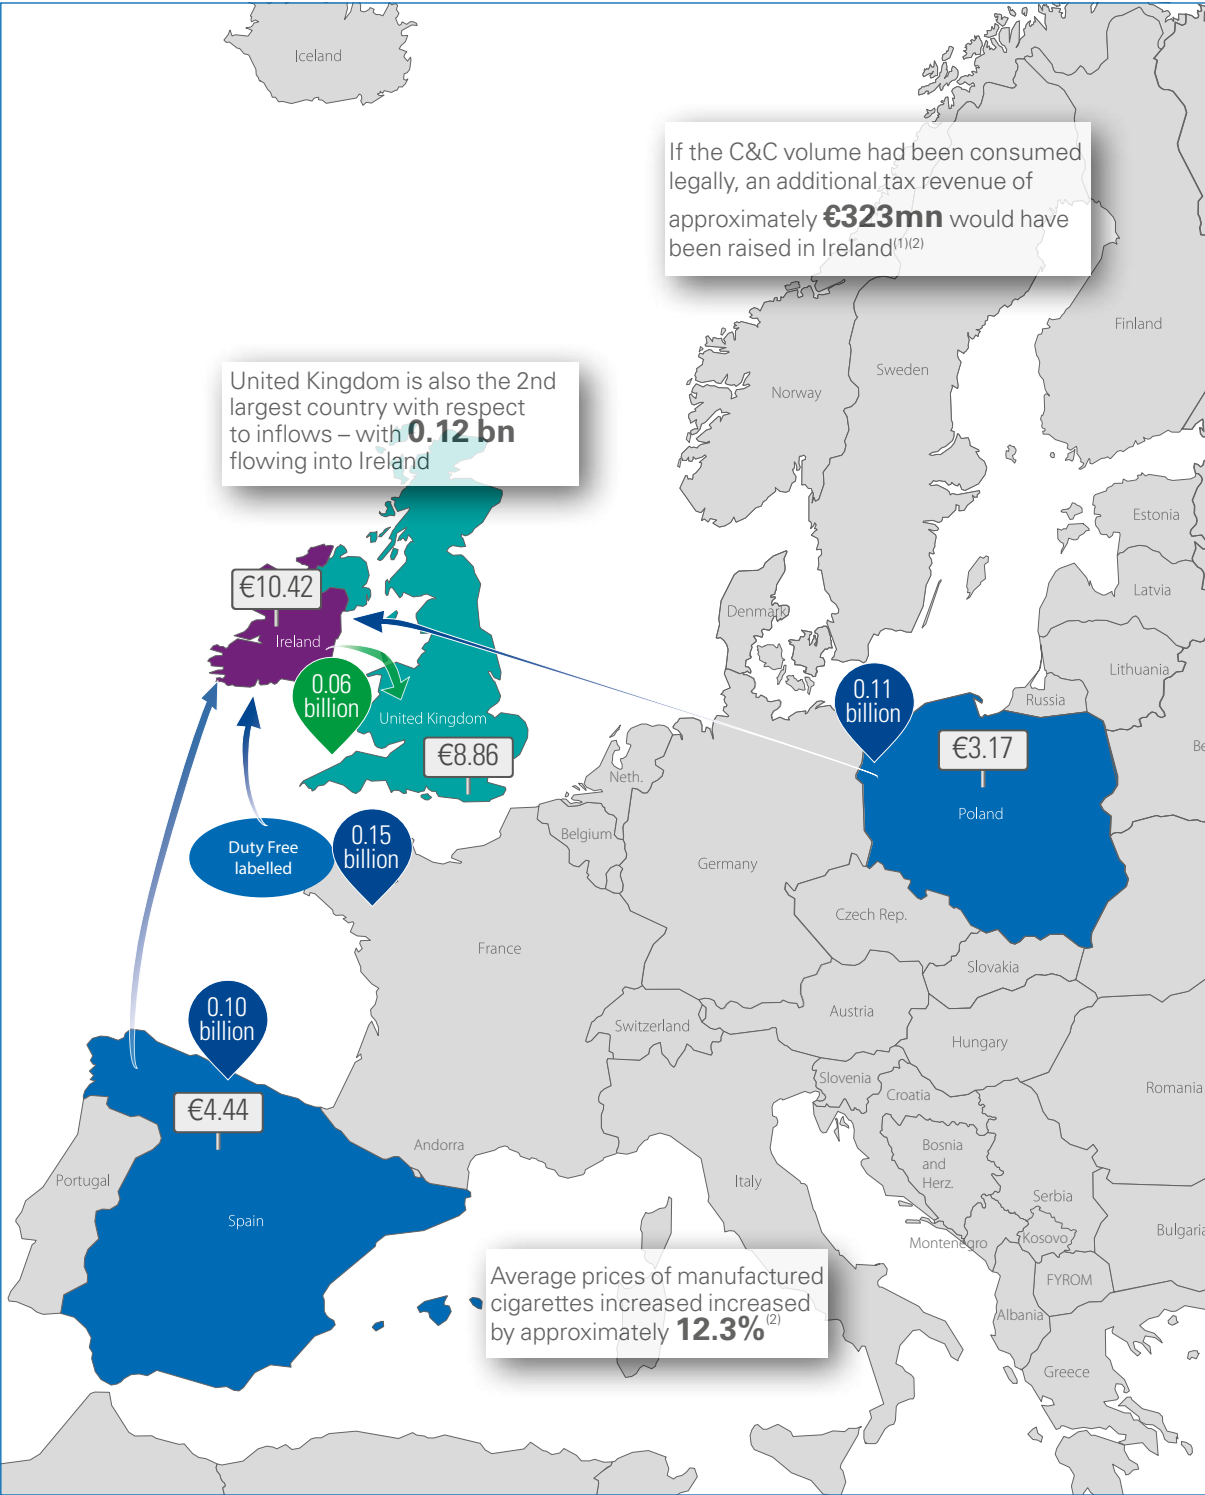 Iceland
If the C&C volume had been consumed
legally, an additional tax revenue of
approximately €323mn would have
been raised in Ireland(1)(2)
Finland
Sweden
Norway
United Kingdom is also the 2nd
largest country with respect
to inflows – with 0.12 bn
flowing into Ireland
Estonia
€10.42
Latvia
Denmark
Ireland
Lithuania
0.06
billion
0.11
billion
Russia
United Kingdom
€8.86
€3.17
Be
Neth.
Poland
Belgium
Duty Free
labelled
0.15
billion
Germany
Czech Rep.
France
Slovakia
0.10
billion
Austria
Switzerland
Hungary
Slovenia
Croatia
Romania
€4.44
Andorra
Bosnia
and
Herz.
Portugal
Italy
Serbia
Spain
Bulgaria
Montenegro
Kosovo
Average prices of manufactured
cigarettes increased increased
by approximately 12.3%(2)
FYROM
Albania
Greece